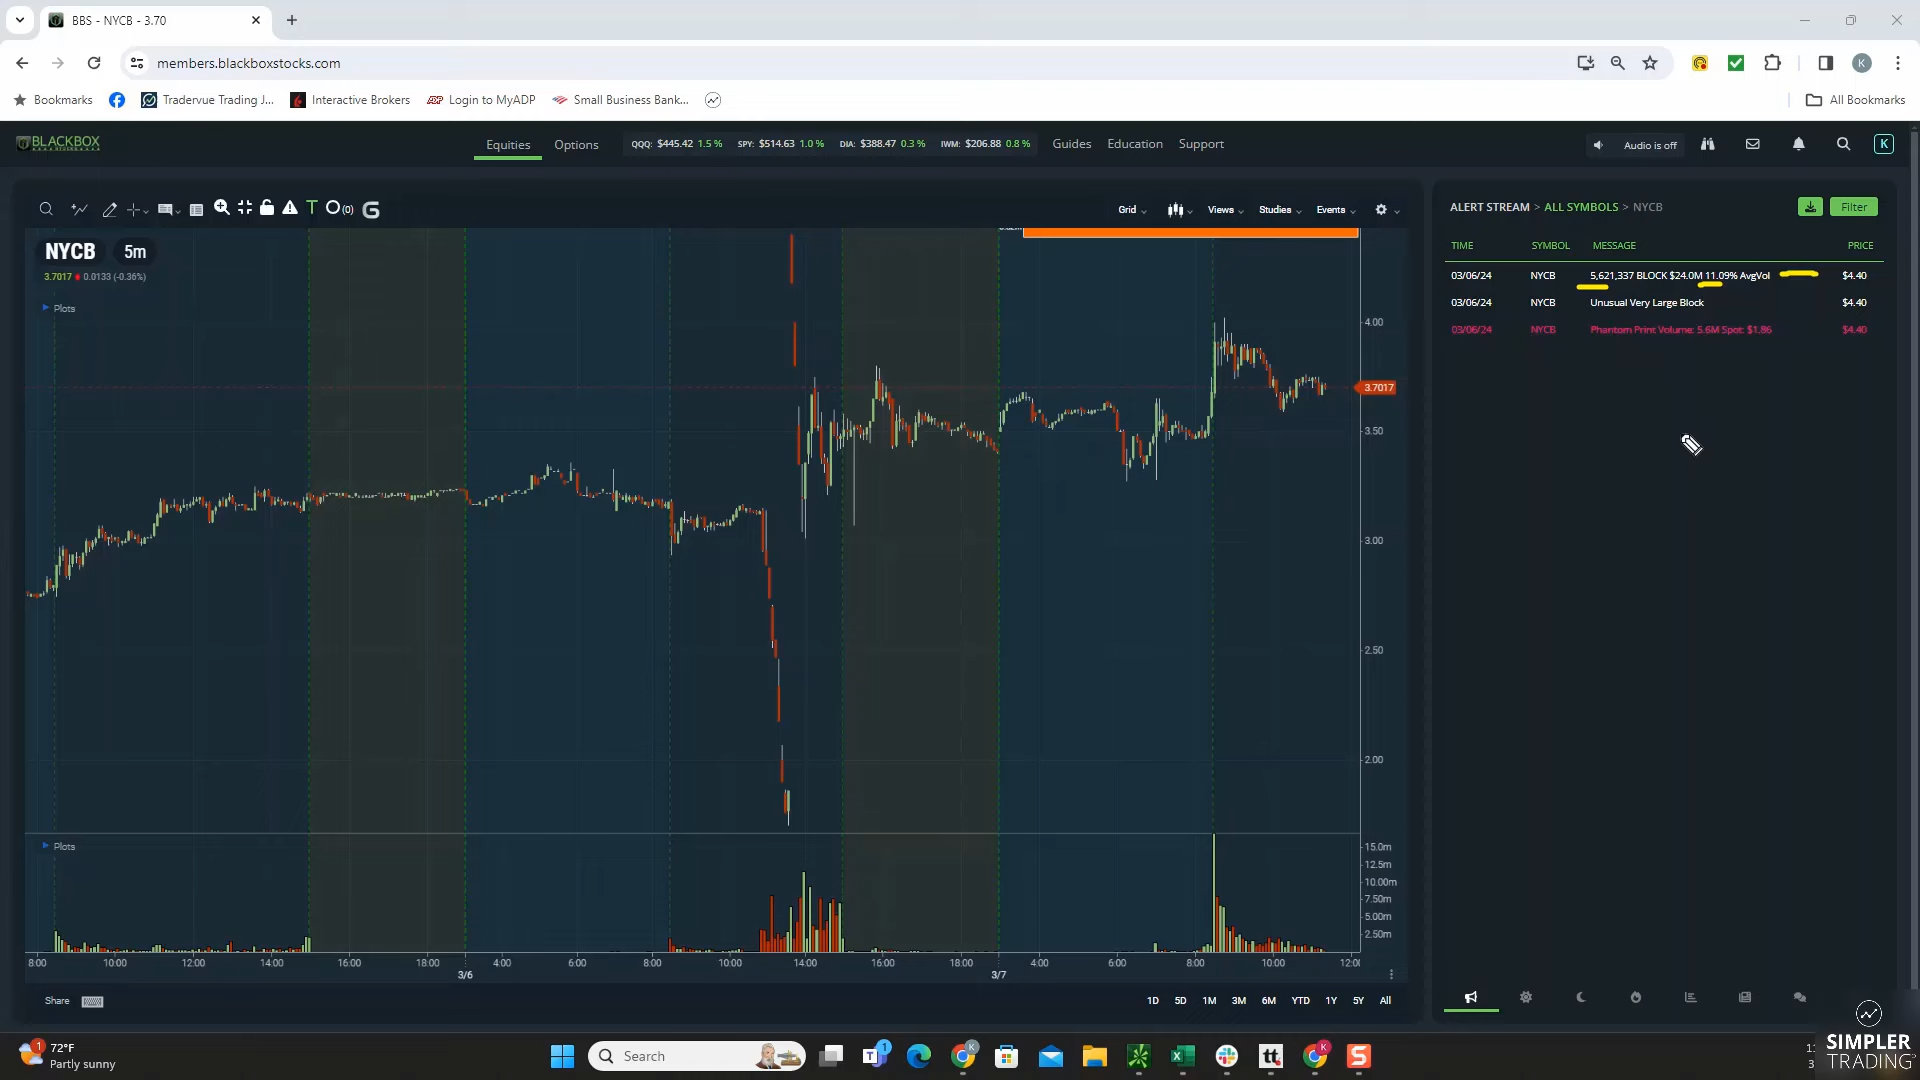 BBS - NYCB - 3.70
members.blackboxstocks.com
Bookmarks Tradervue Trading J... Interactive Brokers Login to MyADP Small Business Bank... All Bookmarks
BLACKBOX Equities Options QQQ: $445.42 1.5 % SPY: $514.63 1.0 % DIA: $388.47 0.3 % IWM: $206.88 0.8 % Guides Education Support Audio is off K
T (0) G Grid Views Studies Events
ALERT STREAM > ALL SYMBOLS > NYCB Filter
NYCB 5m
3.7017 0.0133 (-0.36%)
TIME SYMBOL MESSAGE PRICE
03/06/24 NYCB 5,621,337 BLOCK $24.0M 11.09% AvgVol $4.40
03/06/24 NYCB Unusual Very Large Block $4.40
03/06/24 NYCB Phantom Print Volume: 5.6M Spot: $1.86 $4.40
Plots
4.00
3.7017
3.50
3.00
2.50
2.00
Plots
15.0m
12.5m
10.00m
7.50m
5.00m
2.50m
8:00 10:00 12:00 14:00 16:00 18:00 4:00 6:00 8:00 10:00 14:00 16:00 18:00 4:00 6:00 8:00 10:00
3/6 3/7
Share 1D 5D 1M 3M 6M YTD 1Y 5Y All
72°F
Partly sunny
Search
SIMPLER
TRADING